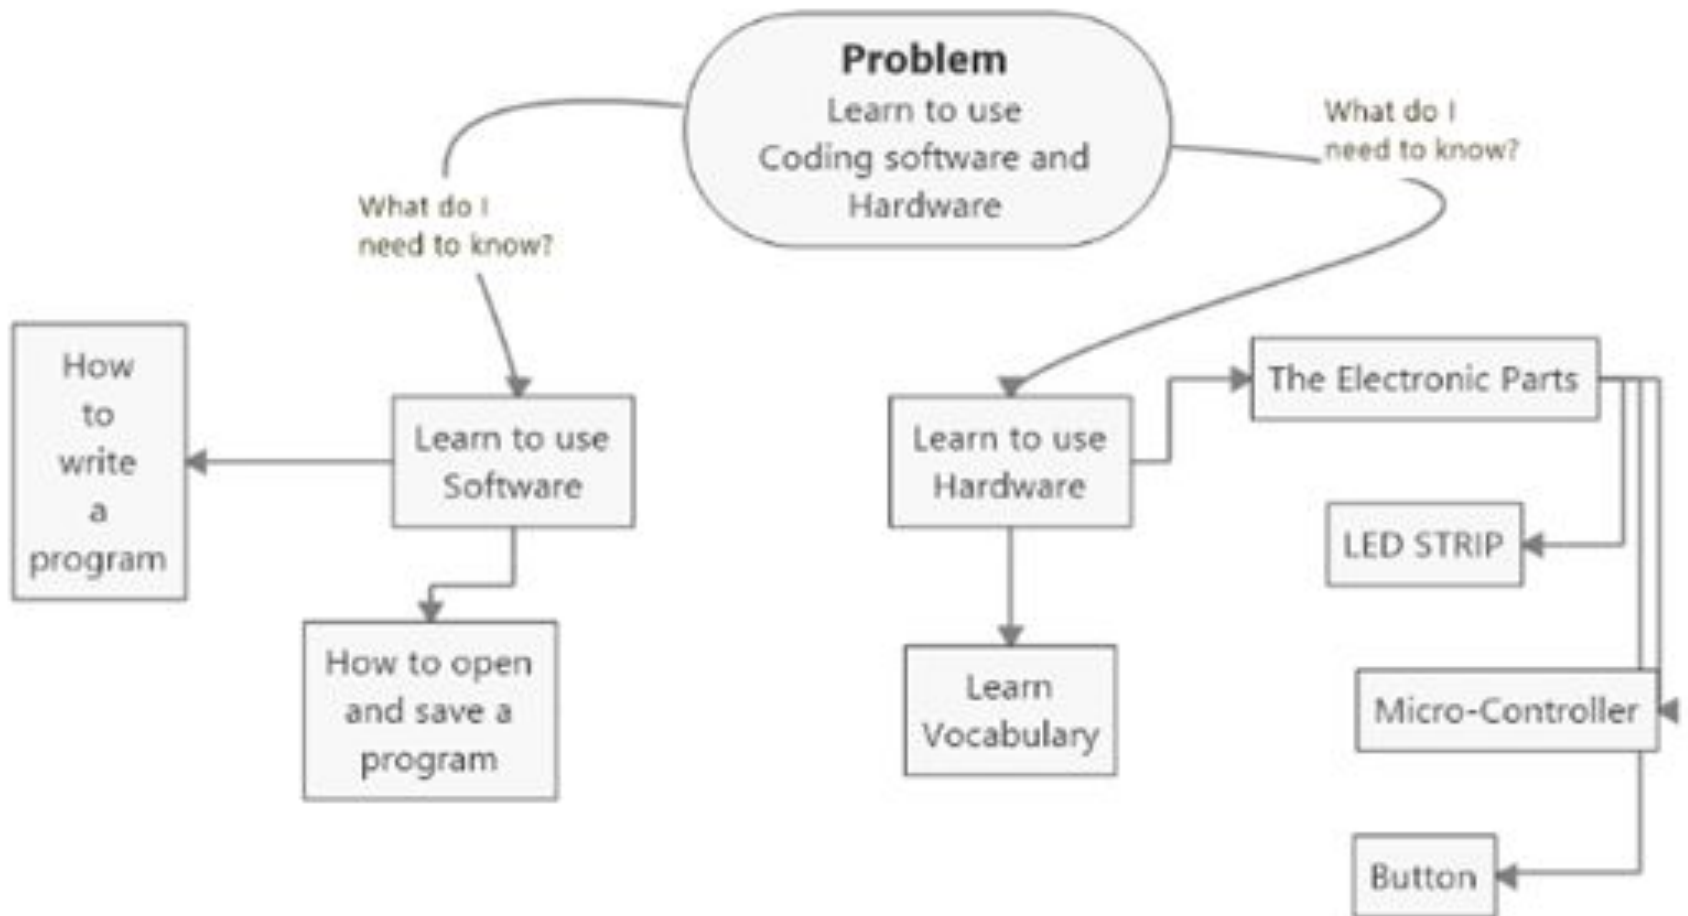 Problem
Learn to use
Coding software and
Hardware
What do I
need to know?
What do I
need to know?
How
to
write
a
program
Learn to use
Software
How to open
and save a
program
Learn to use
Hardware
Learn
Vocabulary
The Electronic Parts
LED STRIP
Micro-Controller
Button